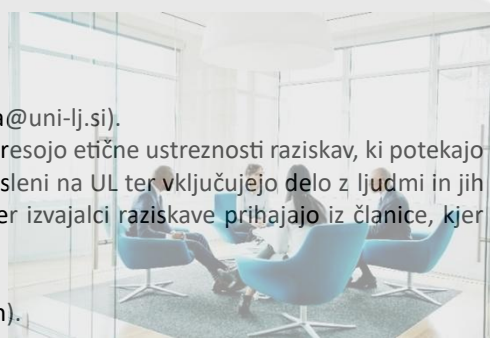 a@uni-lj.si).
resojo etične ustreznosti raziskav, ki potekajo
sleni na UL ter vključujejo delo z ljudmi in jih
er izvajalci raziskave prihajajo iz članice, kjer
n).